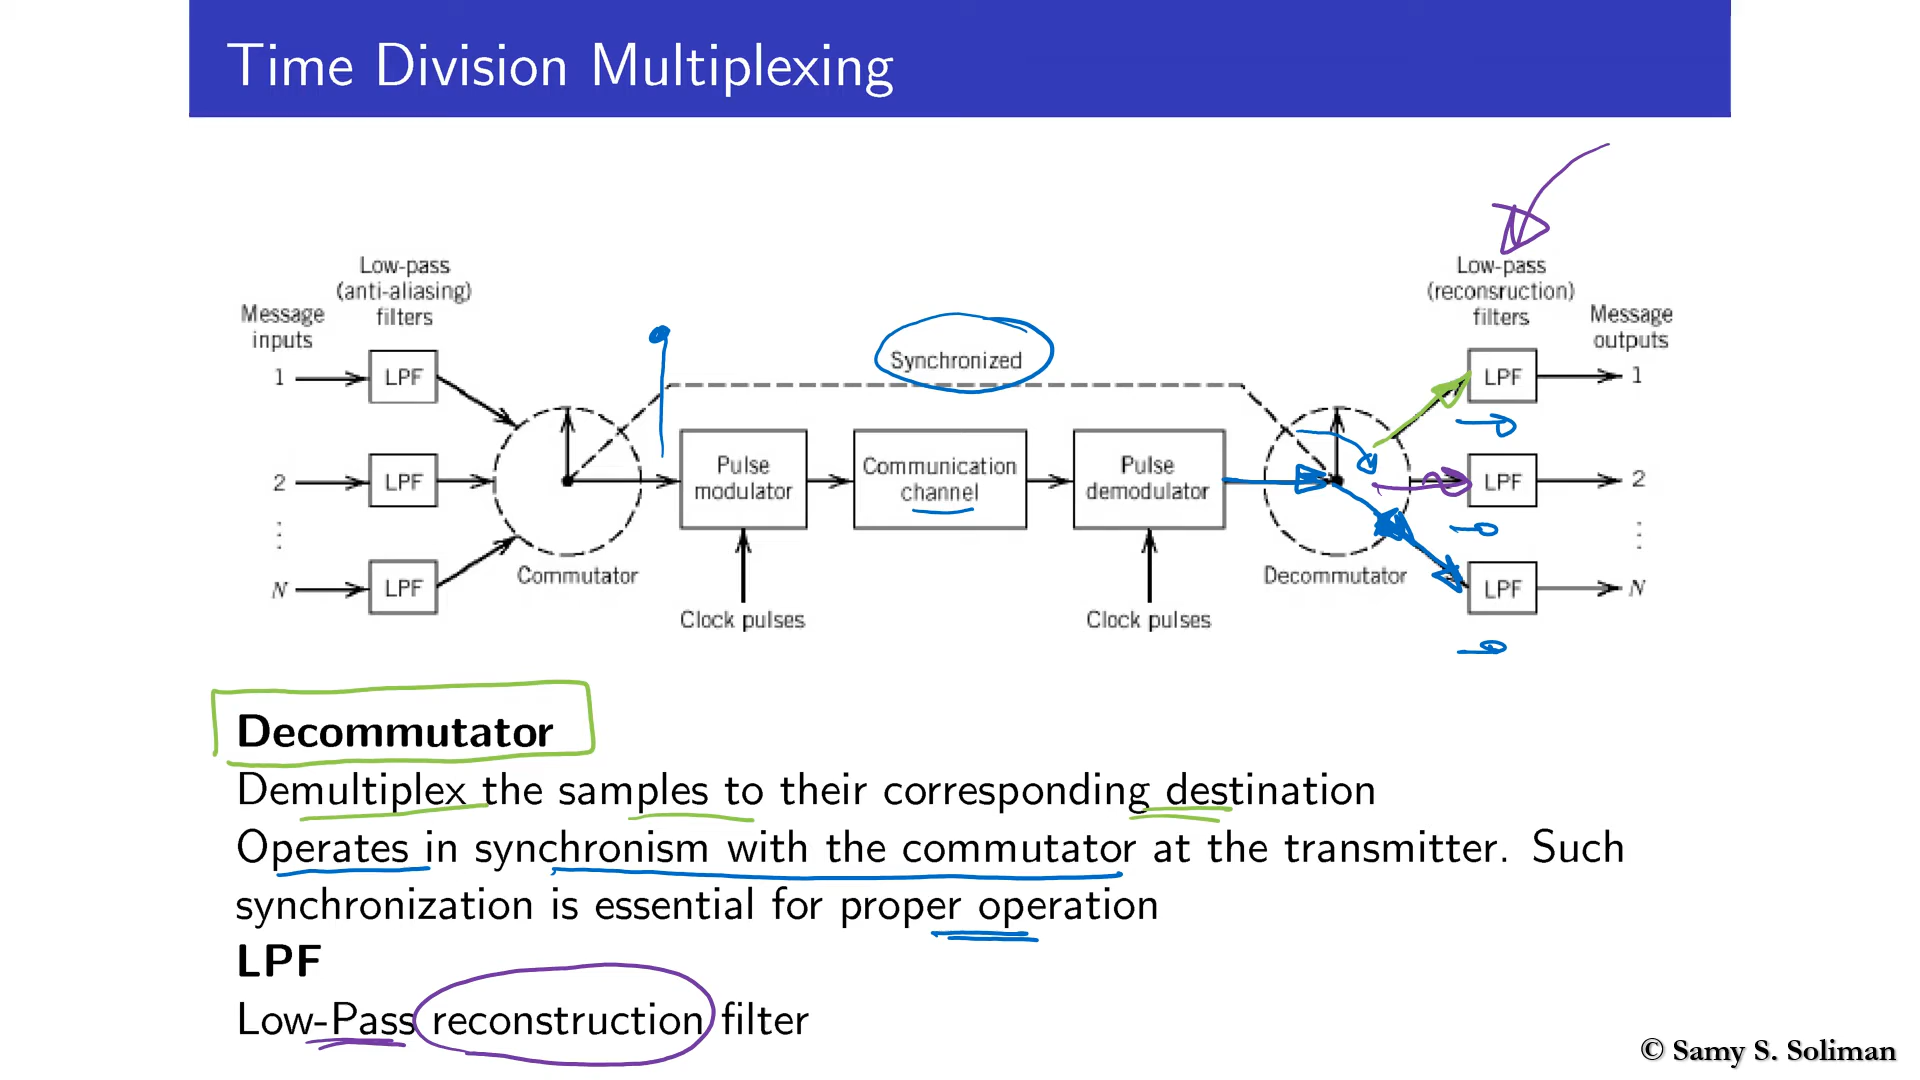 Time Division Multiplexing
Low-pass
(anti-aliasing)
filters
Message
inputs
1
LPF
2
LPF
⋮
N
LPF
Commutator
Synchronized
Pulse
modulator
Clock pulses
Communication
channel
Pulse
demodulator
Clock pulses
Decommutator
Low-pass
(reconsruction)
filters
Message
outputs
LPF
1
LPF
2
⋮
LPF
N
Decommutator
Demultiplex the samples to their corresponding destination
Operates in synchronism with the commutator at the transmitter. Such
synchronization is essential for proper operation
LPF
Low-Pass reconstruction filter
© Samy S. Soliman